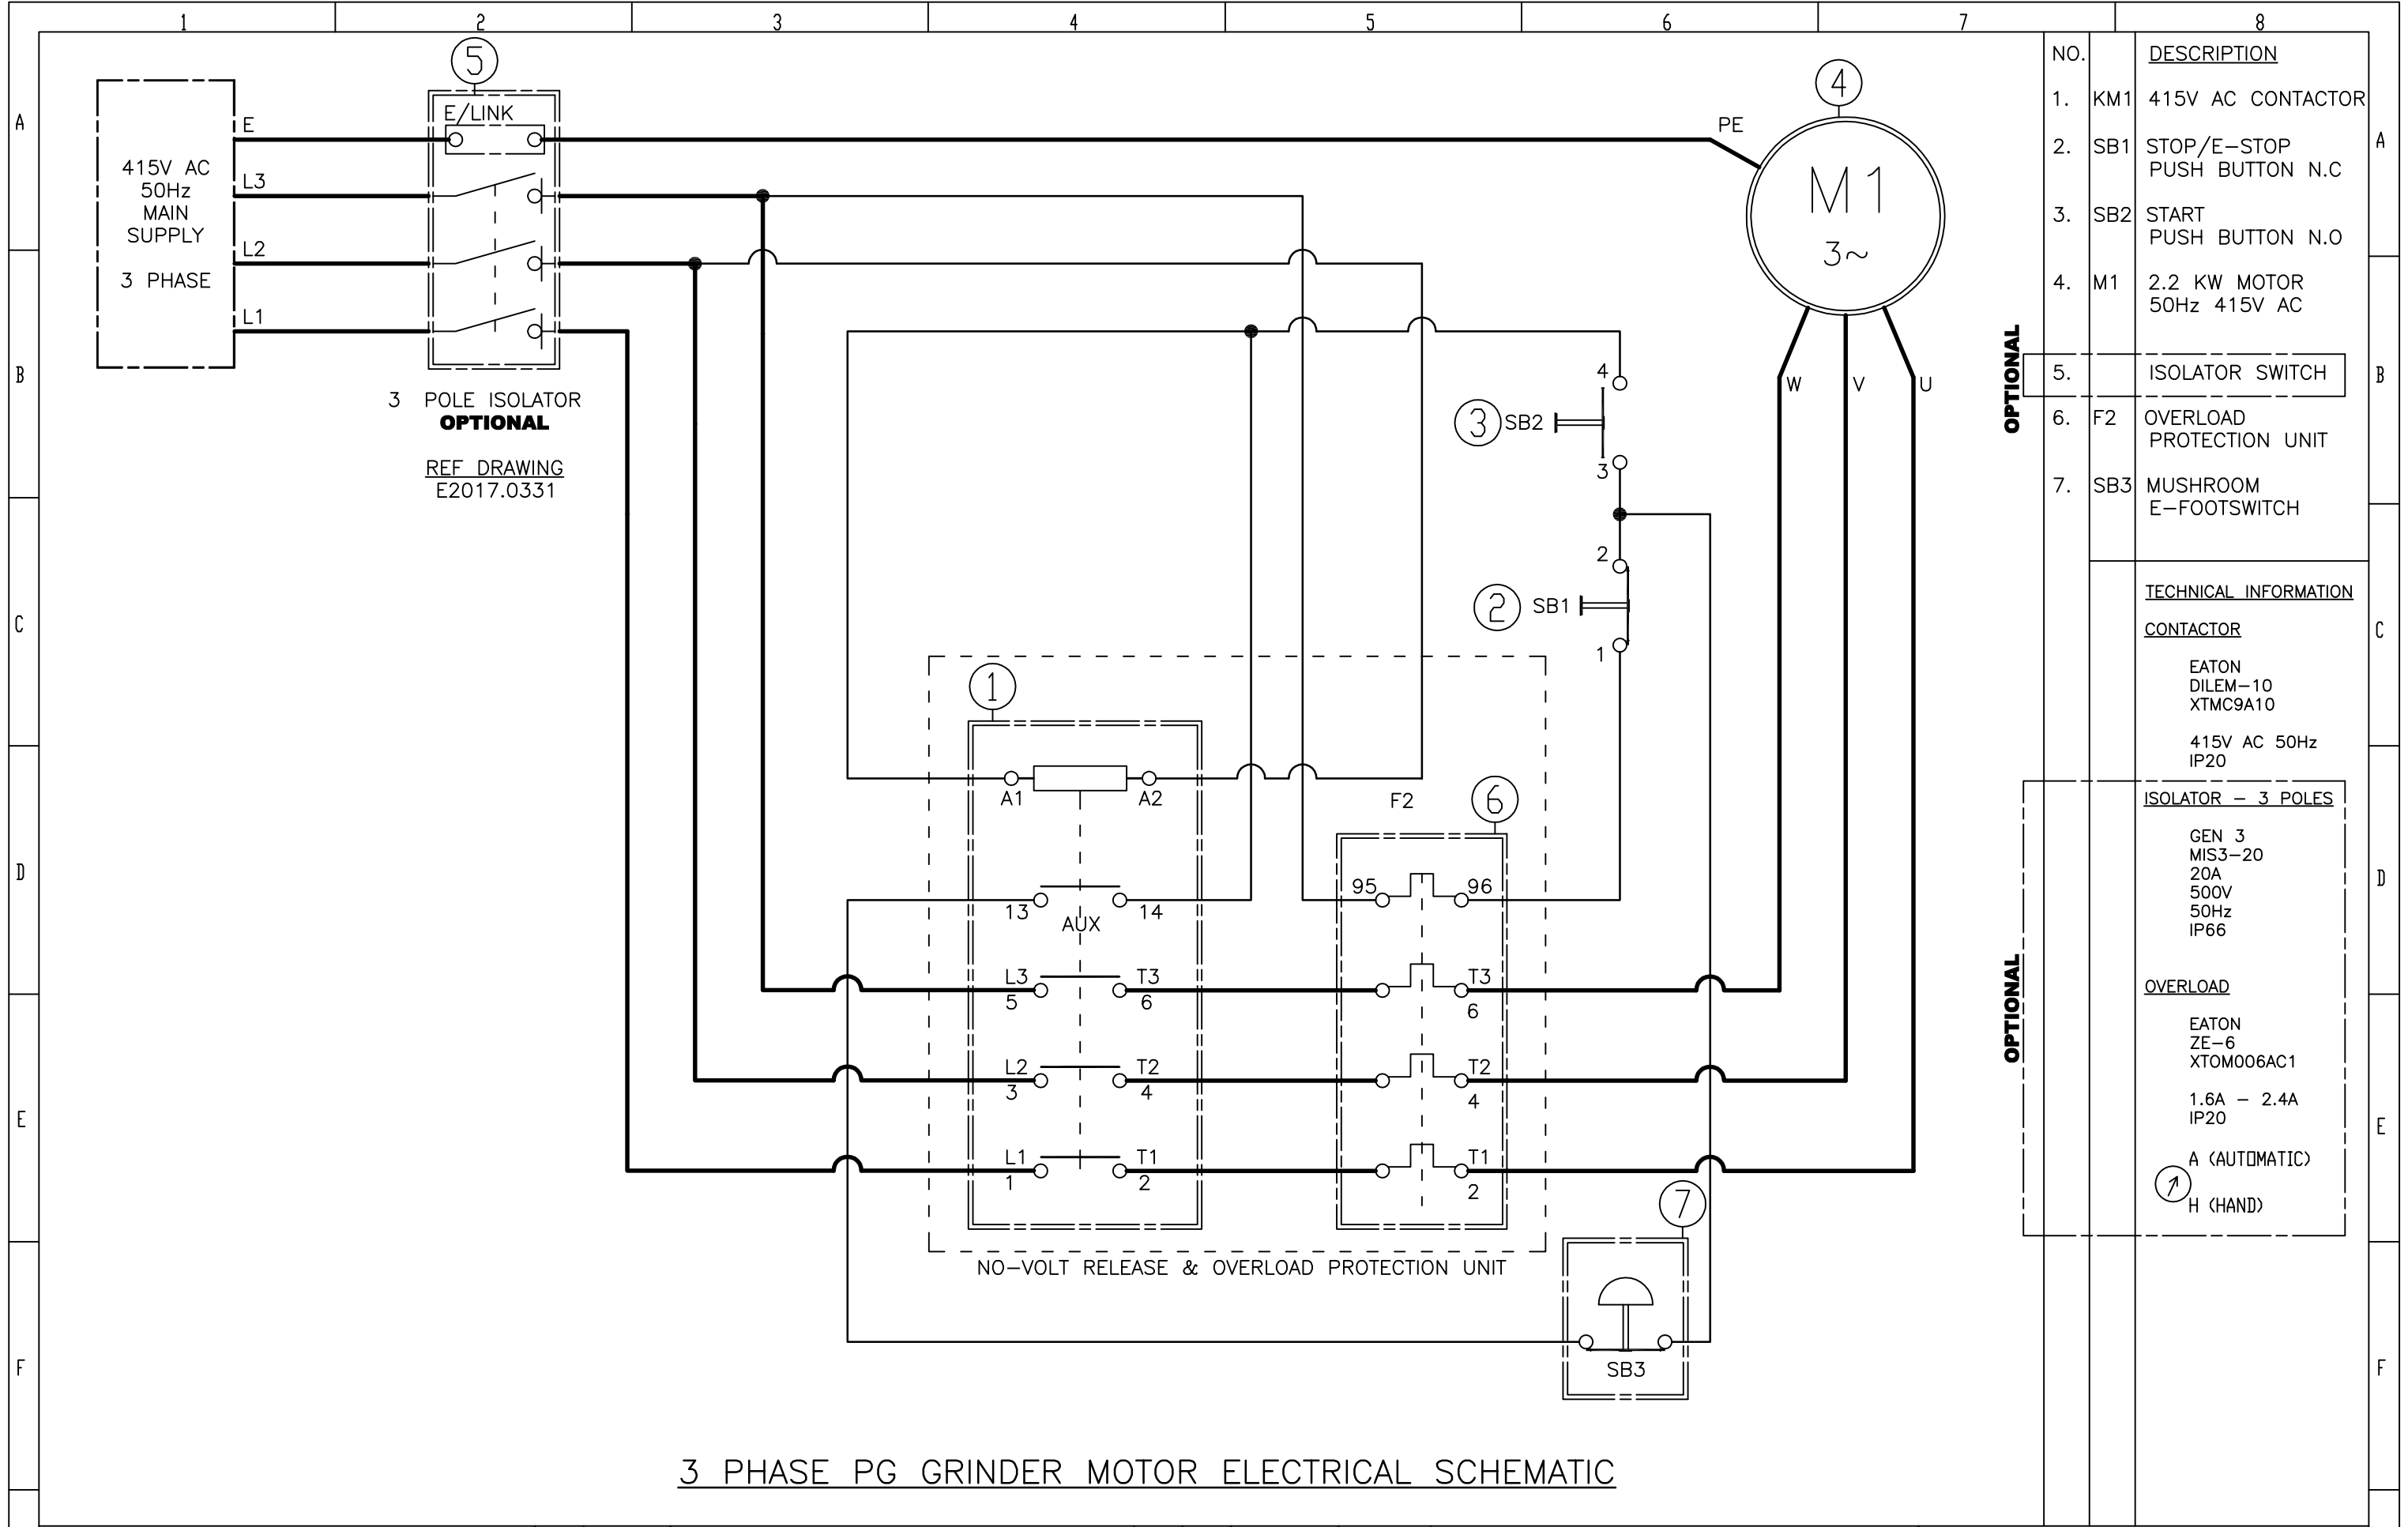 1 2 3 4 5 6 7 8
A
B
C
D
E
F
A
B
C
D
E
F
415V AC
50Hz
MAIN
SUPPLY
3 PHASE
E
L3
L2
L1
5
E/LINK
3 POLE ISOLATOR
OPTIONAL
REF DRAWING
E2017.0331
PE
4
M1
3~
W V U
4
3 SB2
3
2
2 SB1
1
1
A1 A2
13 14
AUX
L3 T3
5 6
L2 T2
3 4
L1 T1
1 2
F2
6
95 96
T3
6
T2
4
T1
2
NO-VOLT RELEASE & OVERLOAD PROTECTION UNIT
7
SB3
3 PHASE PG GRINDER MOTOR ELECTRICAL SCHEMATIC
NO. DESCRIPTION
1. KM1 415V AC CONTACTOR
2. SB1 STOP/E-STOP
PUSH BUTTON N.C
3. SB2 START
PUSH BUTTON N.O
4. M1 2.2 KW MOTOR
50Hz 415V AC
OPTIONAL
5. ISOLATOR SWITCH
6. F2 OVERLOAD
PROTECTION UNIT
7. SB3 MUSHROOM
E-FOOTSWITCH
TECHNICAL INFORMATION
CONTACTOR
EATON
DILEM-10
XTMC9A10
415V AC 50Hz
IP20
OPTIONAL
ISOLATOR - 3 POLES
GEN 3
MIS3-20
20A
500V
50Hz
IP66
OVERLOAD
EATON
ZE-6
XTOM006AC1
1.6A - 2.4A
IP20
A (AUTOMATIC)
H (HAND)